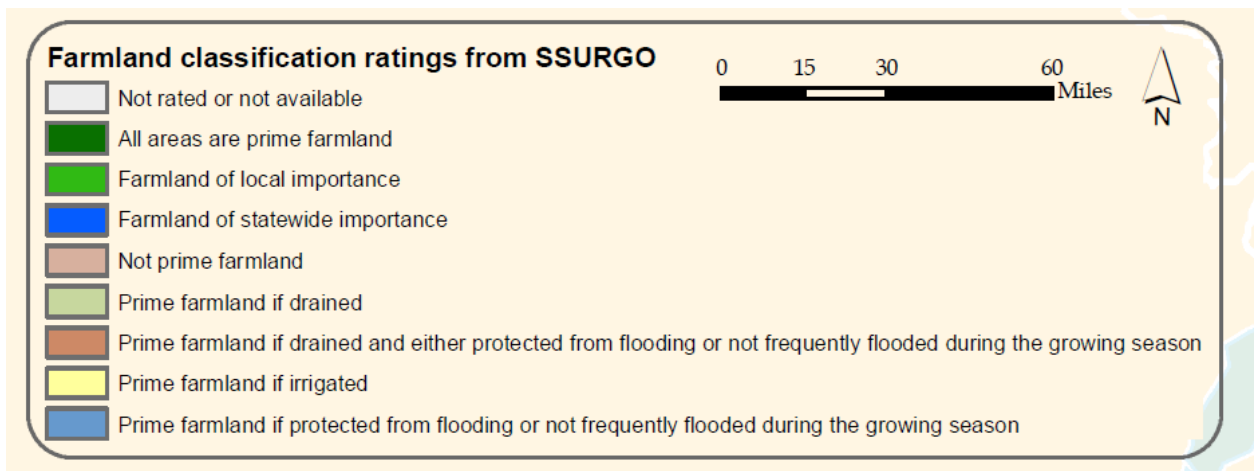 Farmland classification ratings from SSURGO
0 15 30 60
Miles
N
Not rated or not available
All areas are prime farmland
Farmland of local importance
Farmland of statewide importance
Not prime farmland
Prime farmland if drained
Prime farmland if drained and either protected from flooding or not frequently flooded during the growing season
Prime farmland if irrigated
Prime farmland if protected from flooding or not frequently flooded during the growing season